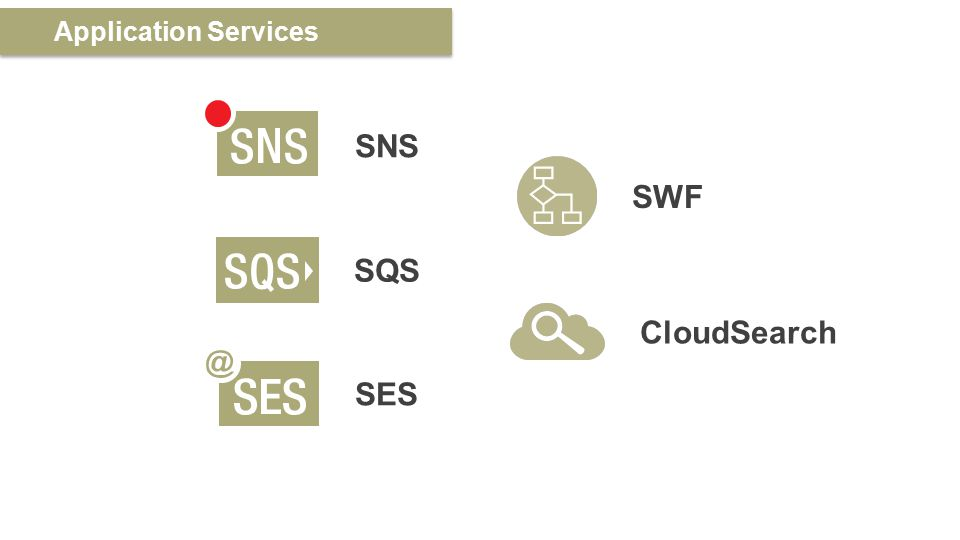 Application Services
SNS
SNS
SQS
SQS
@
SES
SES
SWF
CloudSearch